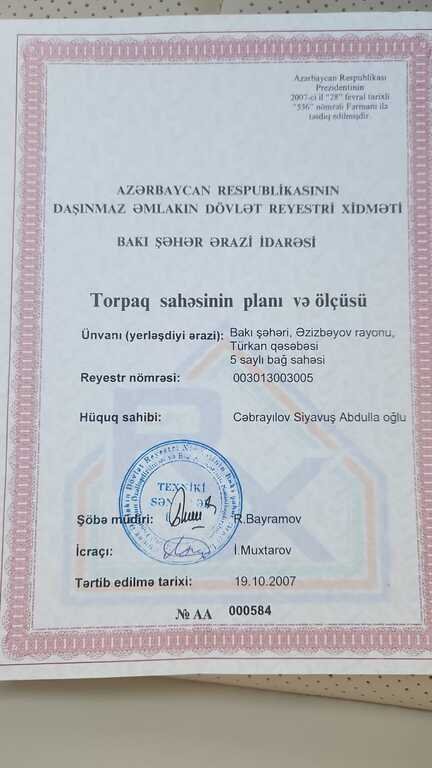 Azərbaycan Respublikası
Prezidentinin
2007-ci il "28" fevral tarixli
"536" nömrəli Fərmanı ilə
təsdiq edilmişdir.
AZƏRBAYCAN RESPUBLİKASININ
DAŞINMAZ ƏMLAKIN DÖVLƏT REYESTRİ XİDMƏTİ
BAKI ŞƏHƏR ƏRAZİ İDARƏSİ
Torpaq sahəsinin planı və ölçüsü
Ünvanı (yerləşdiyi ərazi): Bakı şəhəri, Əzizbəyov rayonu,
Türkan qəsəbəsi
5 saylı bağ sahəsi
Reyestr nömrəsi: 003013003005
Hüquq sahibi: Cəbrayılov Siyavuş Abdulla oğlu
TEXNİKİ
Şöbə müdiri: R.Bayramov
İcraçı: İ.Muxtarov
Tərtib edilmə tarixi: 19.10.2007
№ AA 000584